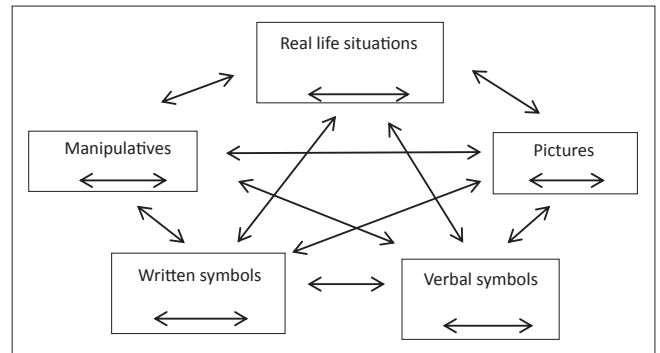 Real life situations
Manipulatives
Pictures
Written symbols
Verbal symbols